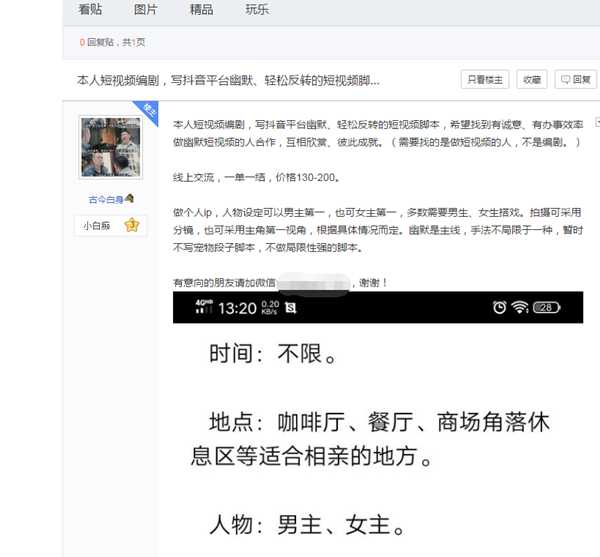 看贴 图片 精品 玩乐
0 回复贴，共1页
本人短视频编剧，写抖音平台幽默、轻松反转的短视频脚... 只看楼主 收藏 回复
楼主
本人短视频编剧，写抖音平台幽默、轻松反转的短视频脚本，希望找到有诚意、有办事效率
做幽默短视频的人合作，互相欣赏、彼此成就。（需要找的是做短视频的人，不是编剧。）
线上交流，一单一结，价格130-200。
古今白身
小白痴 3
做个人ip，人物设定可以男主第一，也可女主第一，多数需要男生、女生搭戏。拍摄可采用
分镜，也可采用主角第一视角，根据具体情况而定。幽默是主线，手法不局限于一种，暂时
不写宠物段子脚本，不做局限性强的脚本。
有意向的朋友请加微信 ，谢谢！
4GHB 13:20 0.20 KB/s 28
时间：不限。
地点：咖啡厅、餐厅、商场角落休
息区等适合相亲的地方。
人物：男主、女主。